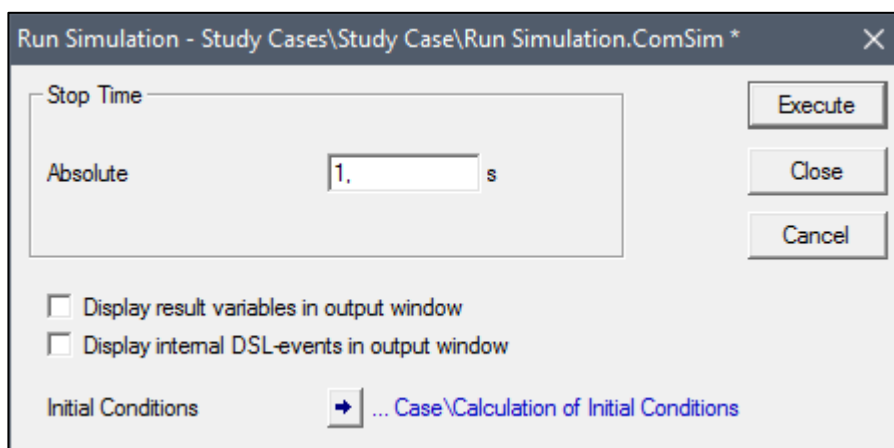 Run Simulation - Study Cases\Study Case\Run Simulation.ComSim *
Stop Time
Execute
Absolute 1, s
Close
Cancel
Display result variables in output window
Display internal DSL-events in output window
Initial Conditions ... Case\Calculation of Initial Conditions